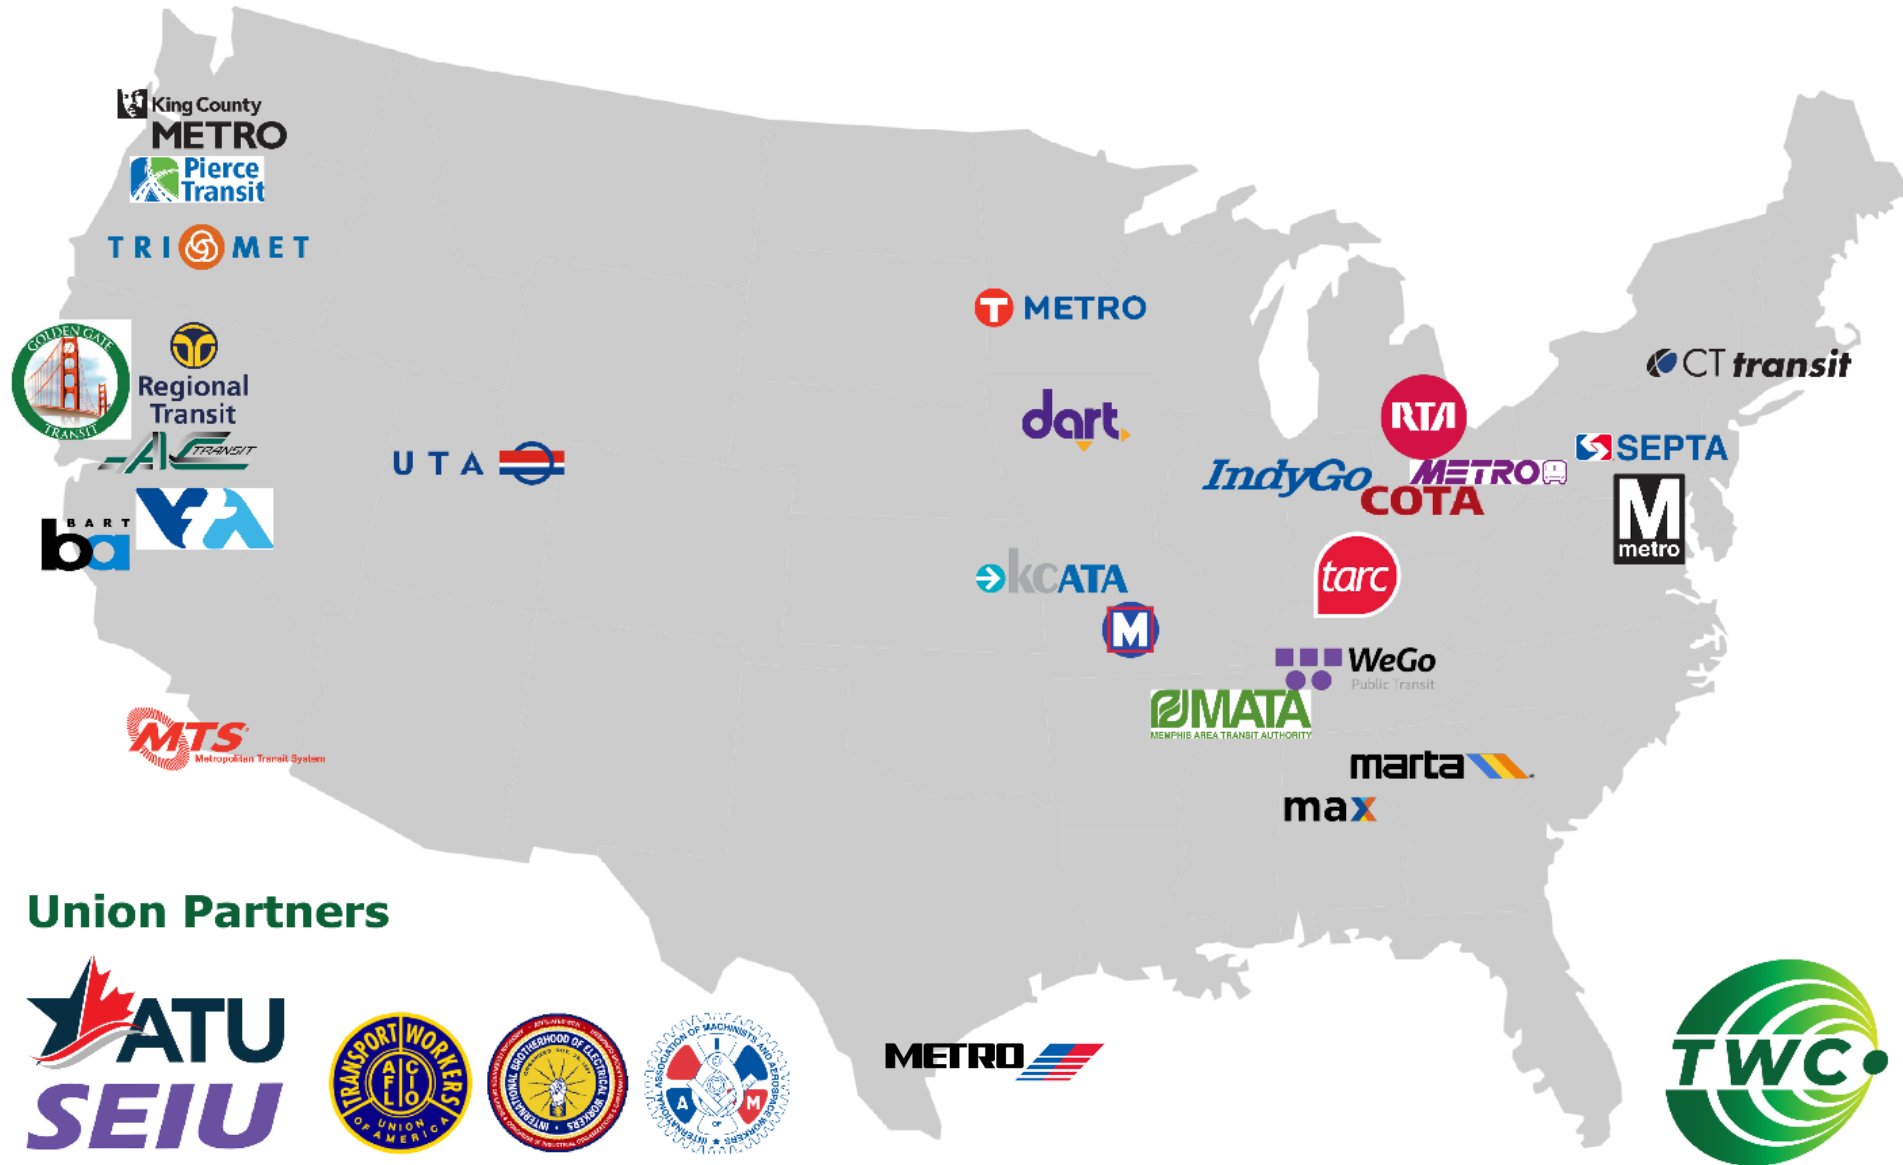 King County
METRO
Pierce
Transit
TRI MET
GOLDEN GATE
TRANSIT
Regional
Transit
AC TRANSIT
BART
ba
VTA
UTA
MTS
Metropolitan Transit System
T METRO
dart
kcATA
M
IndyGo
RTA
METRO
COTA
tarc
WeGo
Public Transit
MATA
MEMPHIS AREA TRANSIT AUTHORITY
marta
max
CT transit
SEPTA
M
metro
METRO
Union Partners
ATU
SEIU
TRANSPORT WORKERS
AFL CIO
UNION
OF AMERICA
INTERNATIONAL BROTHERHOOD OF ELECTRICAL WORKERS
INTERNATIONAL ASSOCIATION OF MACHINISTS AND AEROSPACE WORKERS
I
A
M
OF
TWC